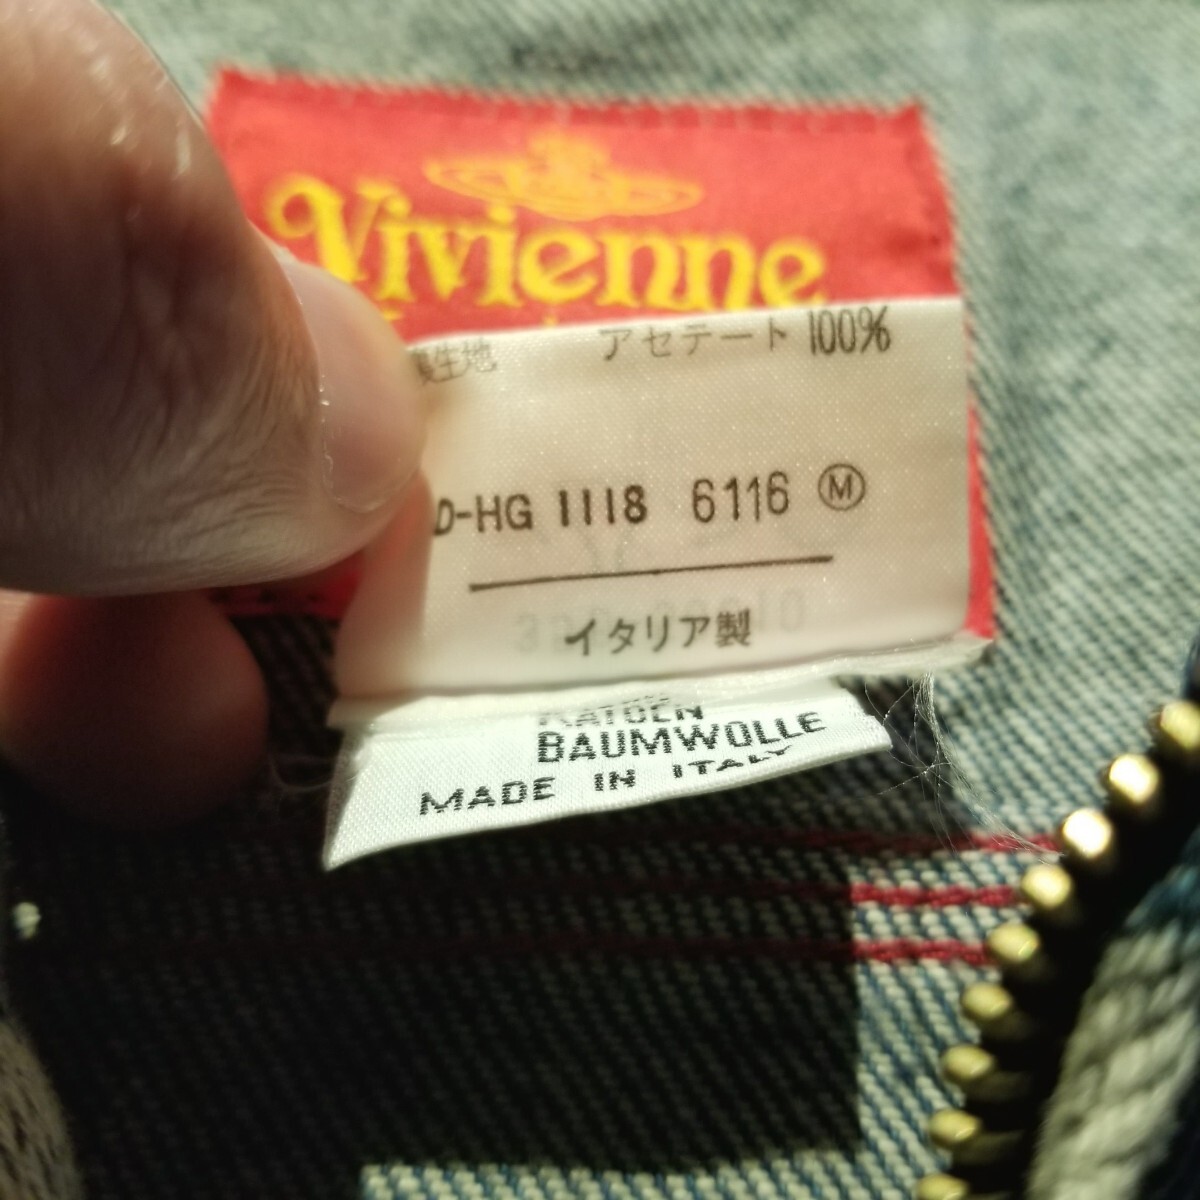 Vivienne
裏生地 アセテート 100%
D-HG 1118 6116 Ⓜ
イタリア製
BAUMWOLLE
MADE IN ITALY